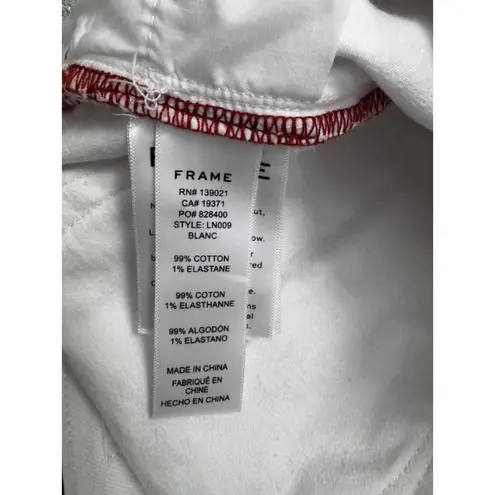 FRAME
RN# 139021
CA# 19371
PO# 828400
STYLE: LN009
BLANC
99% COTTON
1% ELASTANE
99% COTON
1% ELASTHANNE
99% ALGODÓN
1% ELASTANO
MADE IN CHINA
FABRIQUÉ EN
CHINE
HECHO EN CHINA